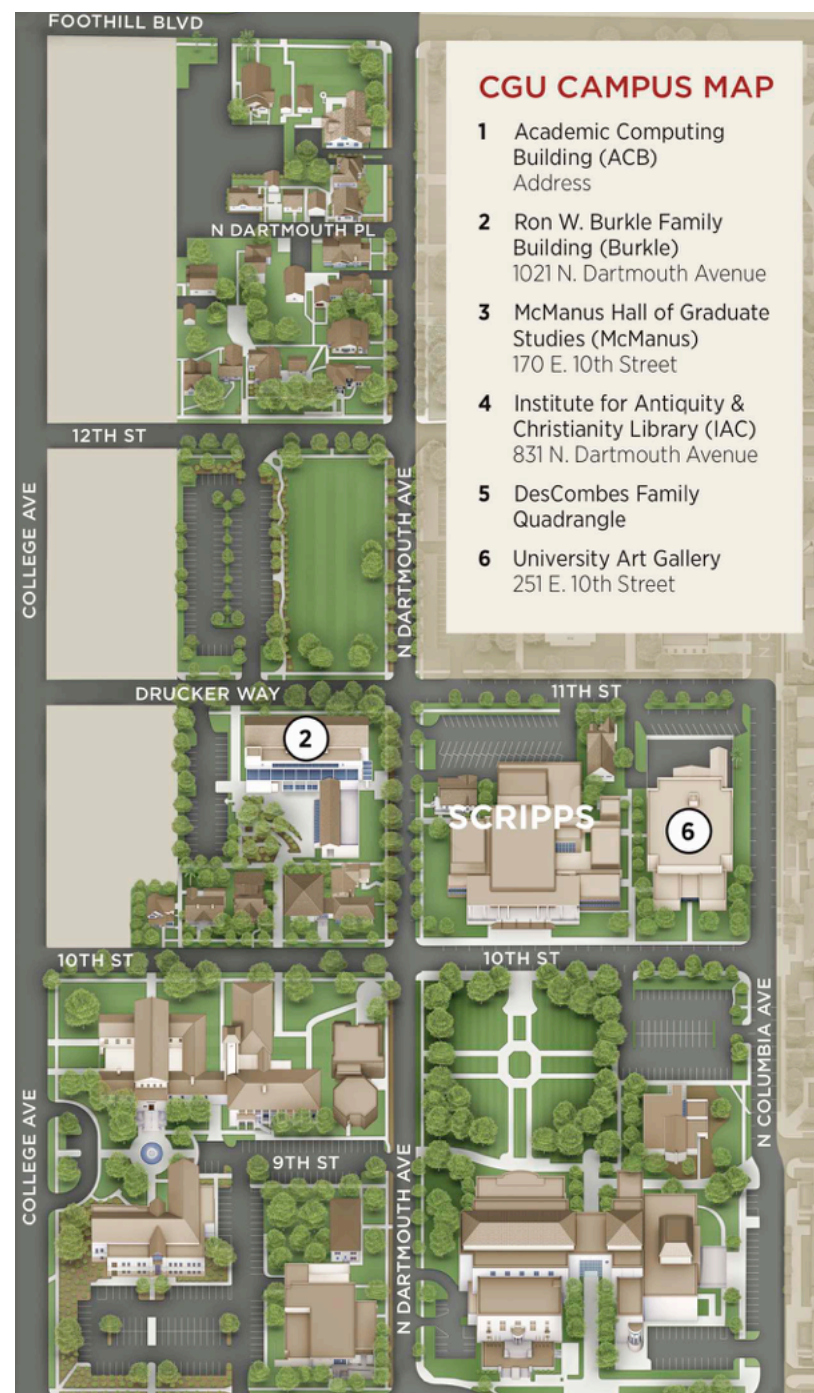 FOOTHILL BLVD
CGU CAMPUS MAP
1 Academic Computing
Building (ACB)
Address
2 Ron W. Burkle Family
Building (Burkle)
1021 N. Dartmouth Avenue
3 McManus Hall of Graduate
Studies (McManus)
170 E. 10th Street
4 Institute for Antiquity &
Christianity Library (IAC)
831 N. Dartmouth Avenue
5 DesCombes Family
Quadrangle
6 University Art Gallery
251 E. 10th Street
N DARTMOUTH PL
12TH ST
COLLEGE AVE
N DARTMOUTH AVE
DRUCKER WAY
11TH ST
2
SCRIPPS
6
10TH ST
10TH ST
N COLUMBIA AVE
COLLEGE AVE
9TH ST
N DARTMOUTH AVE